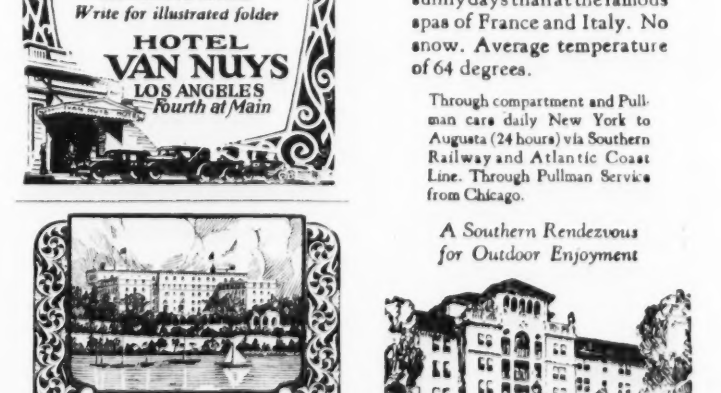 Write for illustrated folder
HOTEL
VAN NUYS
LOS ANGELES
Fourth at Main
sunny days than at the famous
spas of France and Italy. No
snow. Average temperature
of 64 degrees.
Through compartment and Pull-
man cars daily New York to
Augusta (24 hours) via Southern
Railway and Atlantic Coast
Line. Through Pullman Service
from Chicago.
A Southern Rendezvous
for Outdoor Enjoyment